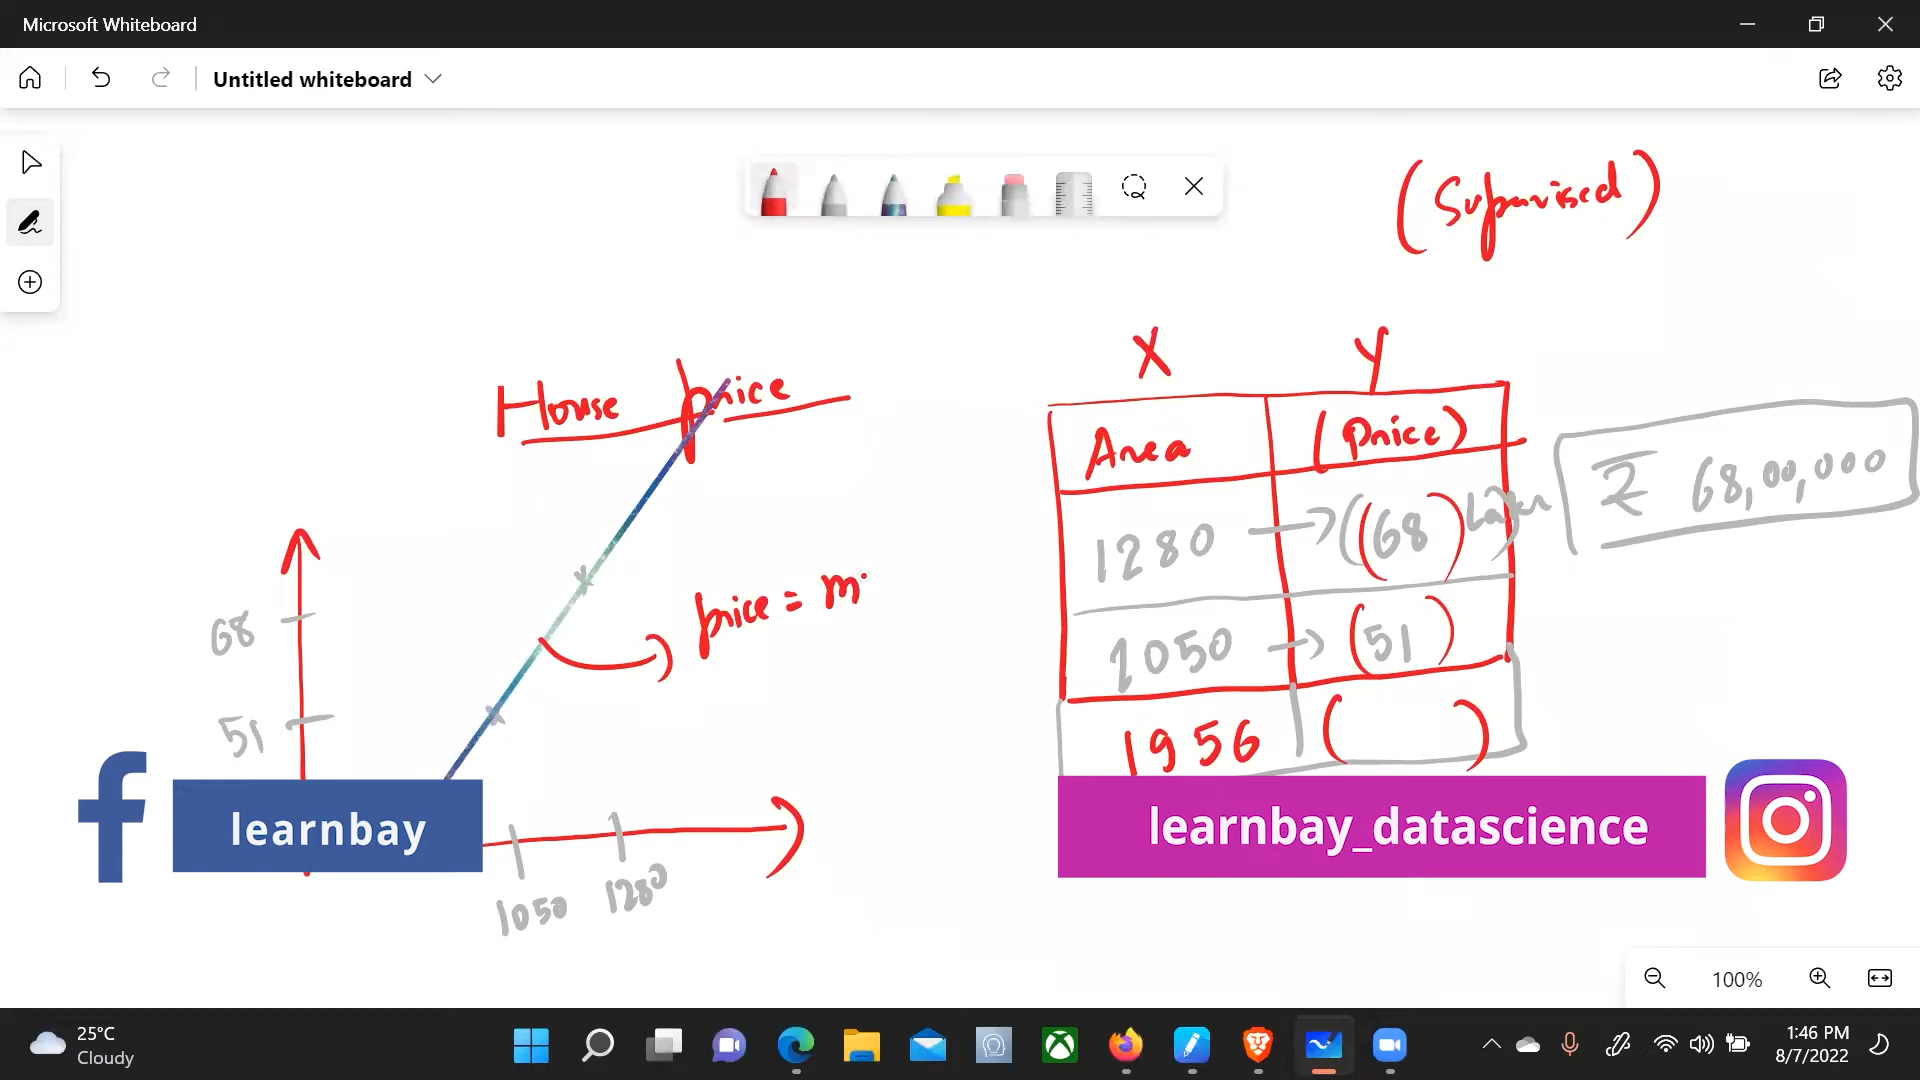 Microsoft Whiteboard
Untitled whiteboard
(Supervised)
X Y
House price
Area (price)
1280 → (68) Lakh
₹ 68,00,000
1050 → (51)
1956 ( )
price = m
68
51
1050 1280
learnbay
learnbay_datascience
100%
25°C
Cloudy
1:46 PM
8/7/2022